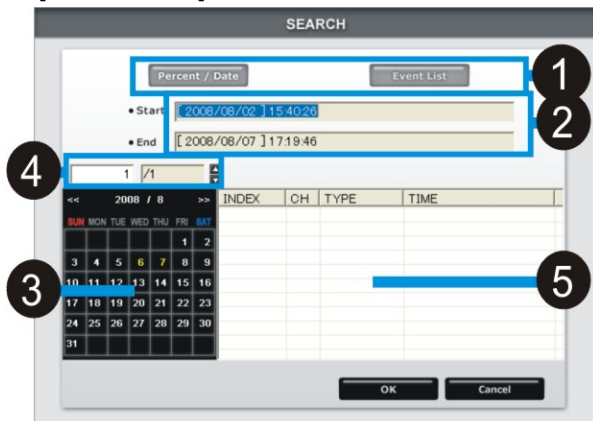 SEARCH
Percent / Date Event List 1
• Start [ 2008/08/02 ] 15:40:26 2
• End [ 2008/08/07 ] 17:19:46
4 1 /1
<< 2008 / 8 >> INDEX CH TYPE TIME
SUN MON TUE WED THU FRI SAT
1 2
3 4 5 6 7 8 9
3 10 11 12 13 14 15 16 5
17 18 19 20 21 22 23
24 25 26 27 28 29 30
31
OK Cancel